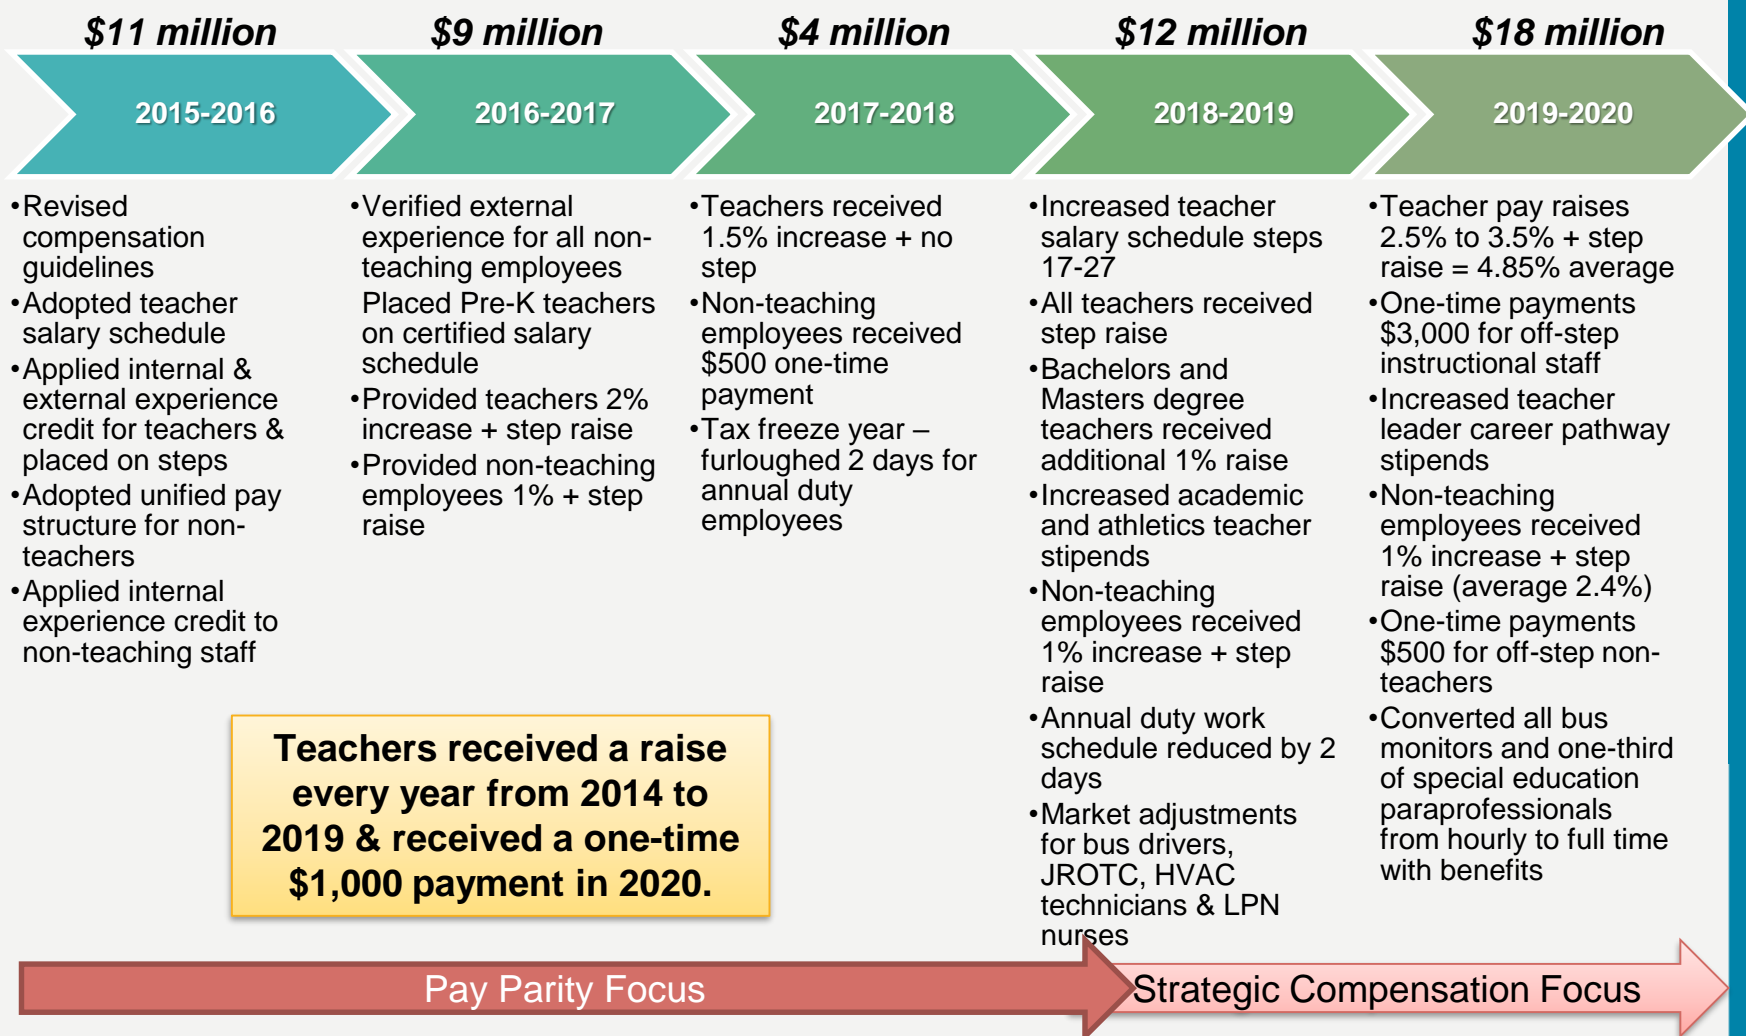 $11 million
$9 million
$4 million
$12 million
$18 million
2015-2016
2016-2017
2017-2018
2018-2019
2019-2020
•Revised
compensation
guidelines
•Adopted teacher
salary schedule
•Applied internal &
external experience
credit for teachers &
placed on steps
•Adopted unified pay
structure for non-
teachers
•Applied internal
experience credit to
non-teaching staff
•Verified external
experience for all non-
teaching employees
Placed Pre-K teachers
on certified salary
schedule
•Provided teachers 2%
increase + step raise
•Provided non-teaching
employees 1% + step
raise
•Teachers received
1.5% increase + no
step
•Non-teaching
employees received
$500 one-time
payment
•Tax freeze year –
furloughed 2 days for
annual duty
employees
•Increased teacher
salary schedule steps
17-27
•All teachers received
step raise
•Bachelors and
Masters degree
teachers received
additional 1% raise
•Increased academic
and athletics teacher
stipends
•Non-teaching
employees received
1% increase + step
raise
•Annual duty work
schedule reduced by 2
days
•Market adjustments
for bus drivers,
JROTC, HVAC
technicians & LPN
nurses
•Teacher pay raises
2.5% to 3.5% + step
raise = 4.85% average
•One-time payments
$3,000 for off-step
instructional staff
•Increased teacher
leader career pathway
stipends
•Non-teaching
employees received
1% increase + step
raise (average 2.4%)
•One-time payments
$500 for off-step non-
teachers
•Converted all bus
monitors and one-third
of special education
paraprofessionals
from hourly to full time
with benefits
Teachers received a raise
every year from 2014 to
2019 & received a one-time
$1,000 payment in 2020.
Pay Parity Focus
Strategic Compensation Focus